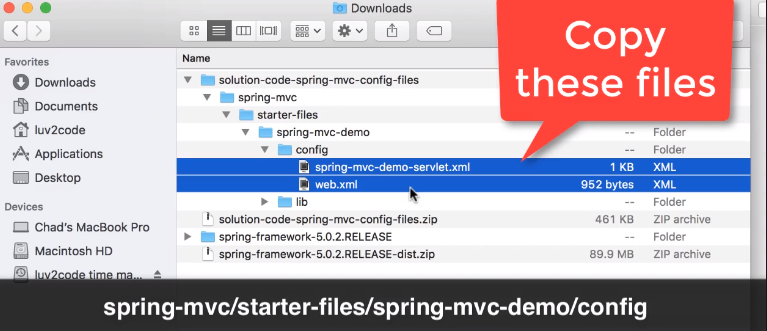 Downloads
Copy
these files
Favorites
Downloads
Documents
luv2code
Applications
Desktop
Devices
Chad's MacBook Pro
Macintosh HD
luv2code time ma...
Name
solution-code-spring-mvc-config-files
spring-mvc
starter-files
spring-mvc-demo -- Folder
config -- Folder
spring-mvc-demo-servlet.xml 1 KB XML
web.xml 952 bytes XML
lib -- Folder
solution-code-spring-mvc-config-files.zip 461 KB ZIP archive
spring-framework-5.0.2.RELEASE -- Folder
spring-framework-5.0.2.RELEASE-dist.zip 89.9 MB ZIP archive
spring-mvc/starter-files/spring-mvc-demo/config